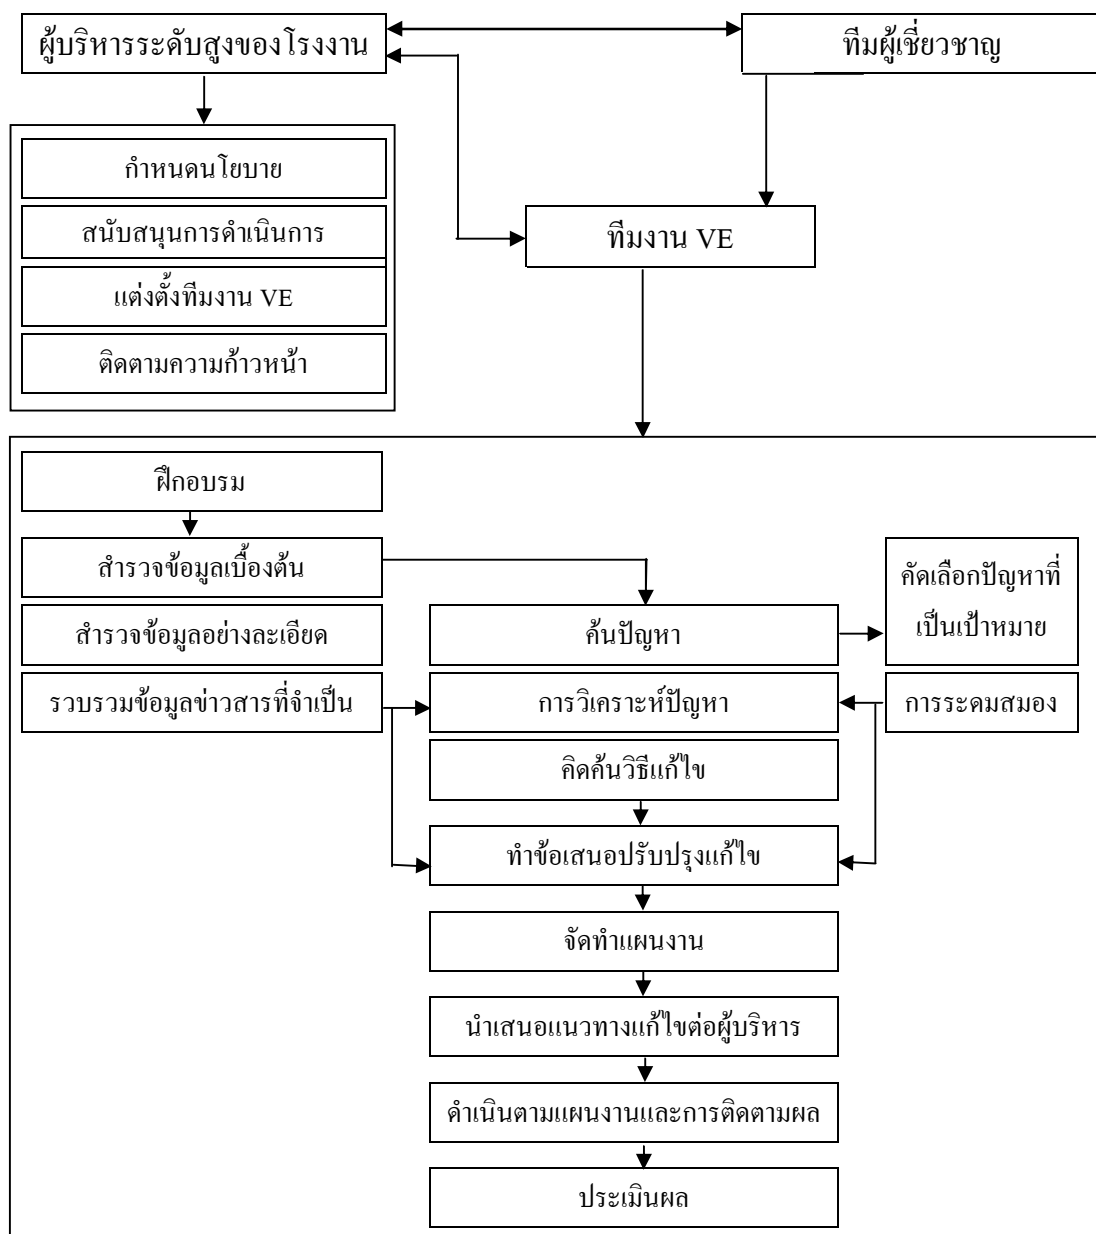 ผู้บริหารระดับสูงของโรงงาน
ทีมผู้เชี่ยวชาญ
กำหนดนโยบาย
สนับสนุนการดำเนินการ
แต่งตั้งทีมงาน VE
ติดตามความก้าวหน้า
ทีมงาน VE
ฝึกอบรม
สำรวจข้อมูลเบื้องต้น
สำรวจข้อมูลอย่างละเอียด
รวบรวมข้อมูลข่าวสารที่จำเป็น
ค้นปัญหา
คัดเลือกปัญหาที่
เป็นเป้าหมาย
การวิเคราะห์ปัญหา
การระดมสมอง
คิดค้นวิธีแก้ไข
ทำข้อเสนอปรับปรุงแก้ไข
จัดทำแผนงาน
นำเสนอแนวทางแก้ไขต่อผู้บริหาร
ดำเนินตามแผนงานและการติดตามผล
ประเมินผล